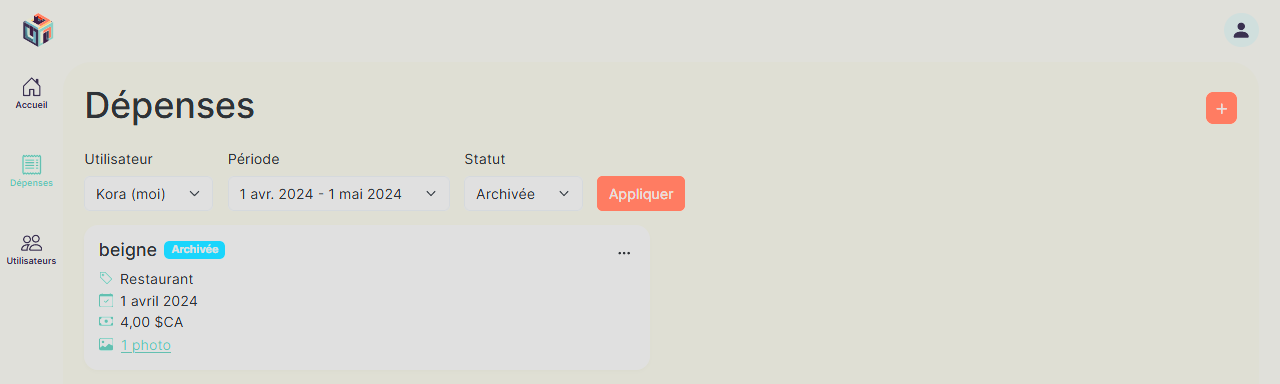 Accueil
Dépenses
Utilisateurs
Dépenses
+
Utilisateur
Période
Statut
Kora (moi)
1 avr. 2024 - 1 mai 2024
Archivée
Appliquer
beigne Archivée
...
Restaurant
1 avril 2024
4,00 $CA
1 photo